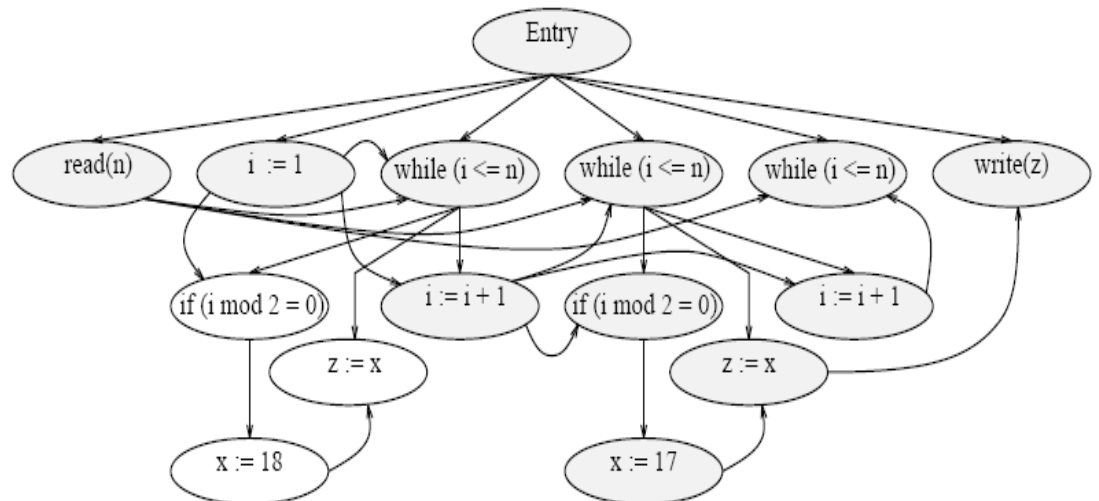 Entry
read(n)
i := 1
while (i <= n)
while (i <= n)
while (i <= n)
write(z)
if (i mod 2 = 0)
i := i + 1
if (i mod 2 = 0)
i := i + 1
z := x
z := x
x := 18
x := 17